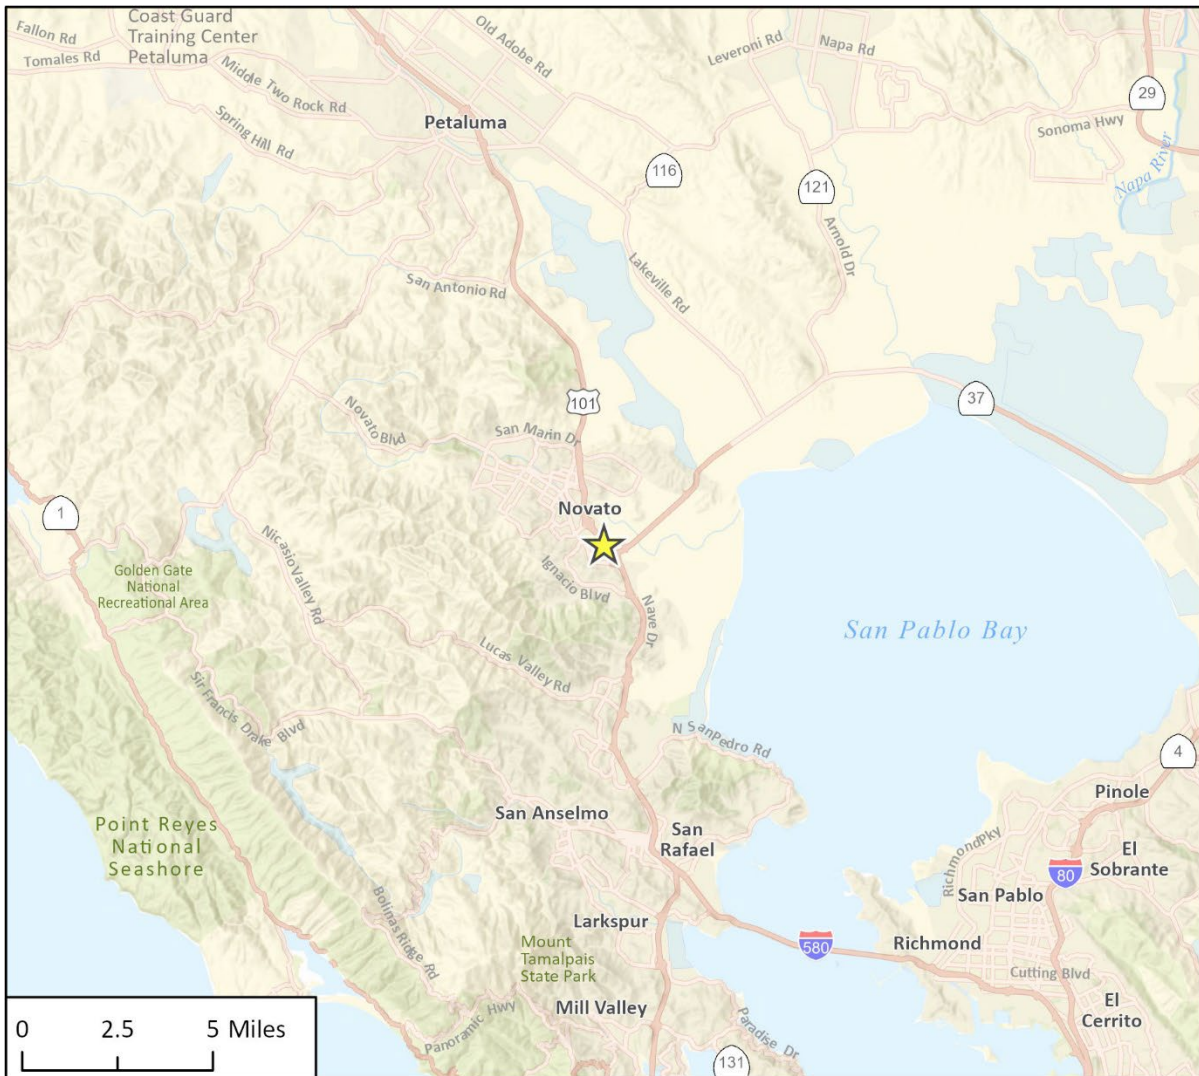 Coast Guard
Training Center
Petaluma
Fallon Rd
Tomales Rd
Middle Two Rock Rd
Spring Hill Rd
Old Adobe Rd
Leveroni Rd
Napa Rd
29
Sonoma Hwy
Napa River
Petaluma
116
121
Arnold Dr
Lakeville Rd
San Antonio Rd
101
37
Novato Blvd
San Marin Dr
Novato
1
Nicasio Valley Rd
Ignacio Blvd
Nave Dr
Golden Gate
National
Recreational Area
San Pablo Bay
Lucas Valley Rd
Sir Francis Drake Blvd
N SanPedro Rd
4
Pinole
San Anselmo
San
Rafael
Point Reyes
National
Seashore
Richmond Pky
El
Sobrante
80
San Pablo
Bolinas Ridge Rd
Larkspur
Mount
Tamalpais
State Park
580
Richmond
Cutting Blvd
El
Cerrito
Mill Valley
Panoramic Hwy
Paradise Dr
131
0 2.5 5 Miles